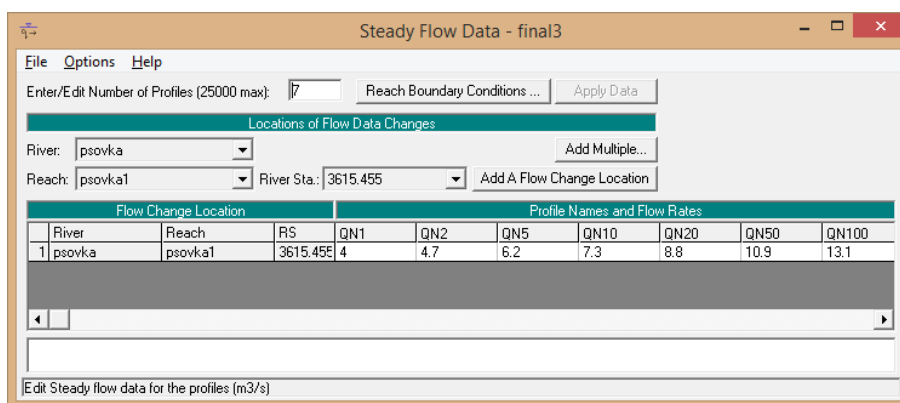 Steady Flow Data - final3
File Options Help
Enter/Edit Number of Profiles (25000 max): 7 Reach Boundary Conditions ... Apply Data
Locations of Flow Data Changes
River: psovka Add Multiple...
Reach: psovka1 River Sta.: 3615.455 Add A Flow Change Location
Flow Change Location Profile Names and Flow Rates
River Reach RS QN1 QN2 QN5 QN10 QN20 QN50 QN100
1 psovka psovka1 3615.455 4 4.7 6.2 7.3 8.8 10.9 13.1
Edit Steady flow data for the profiles (m3/s)